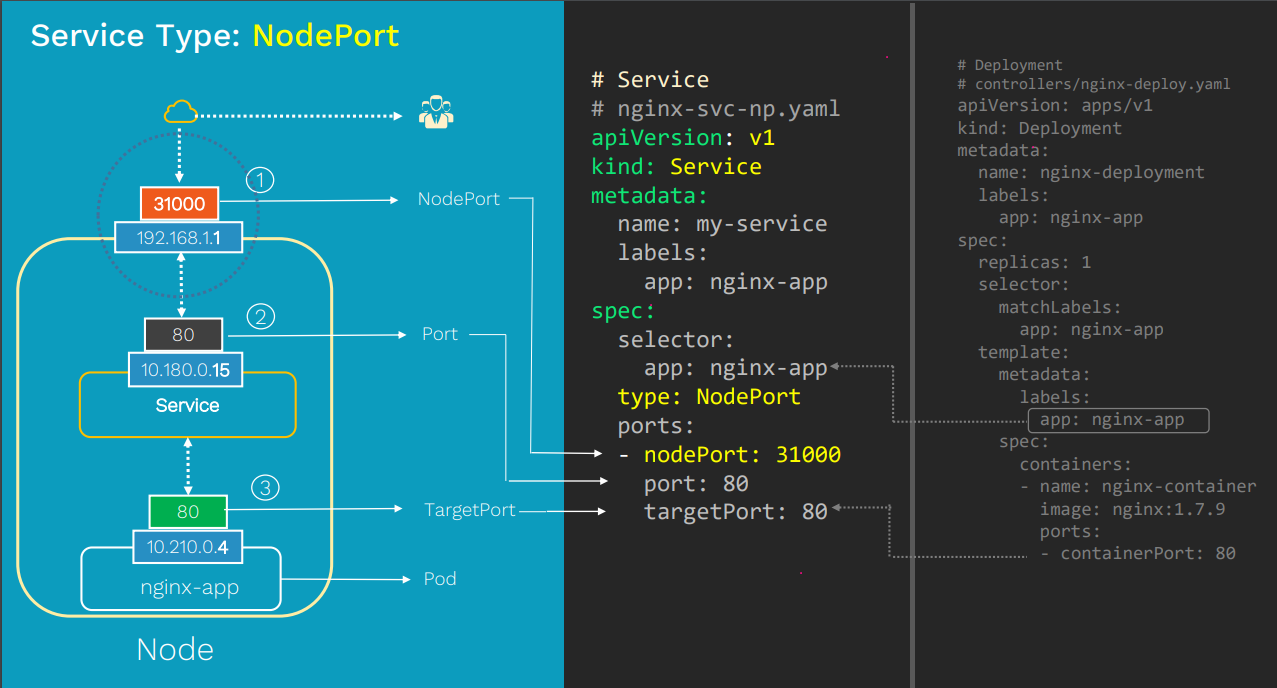 Service Type: NodePort
1
31000
NodePort
192.168.1.1
2
80
Port
10.180.0.15
Service
3
80
TargetPort
10.210.0.4
nginx-app
Pod
Node
# Service
# nginx-svc-np.yaml
apiVersion: v1
kind: Service
metadata:
  name: my-service
  labels:
    app: nginx-app
spec:
  selector:
    app: nginx-app
  type: NodePort
  ports:
  - nodePort: 31000
    port: 80
    targetPort: 80
# Deployment
# controllers/nginx-deploy.yaml
apiVersion: apps/v1
kind: Deployment
metadata:
  name: nginx-deployment
  labels:
    app: nginx-app
spec:
  replicas: 1
  selector:
    matchLabels:
      app: nginx-app
  template:
    metadata:
      labels:
        app: nginx-app
    spec:
      containers:
      - name: nginx-container
        image: nginx:1.7.9
        ports:
        - containerPort: 80